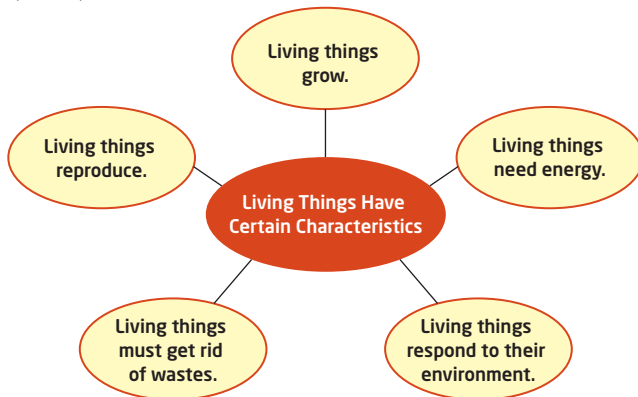 Living things
grow.
Living things
reproduce.
Living things
need energy.
Living Things Have
Certain Characteristics
Living things
must get rid
of wastes.
Living things
respond to their
environment.